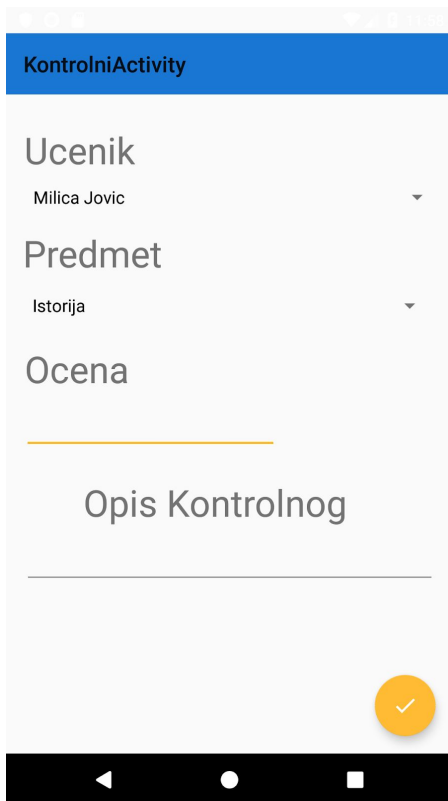 KontrolniActivity
Ucenik
Milica Jovic
Predmet
Istorija
Ocena
Opis Kontrolnog